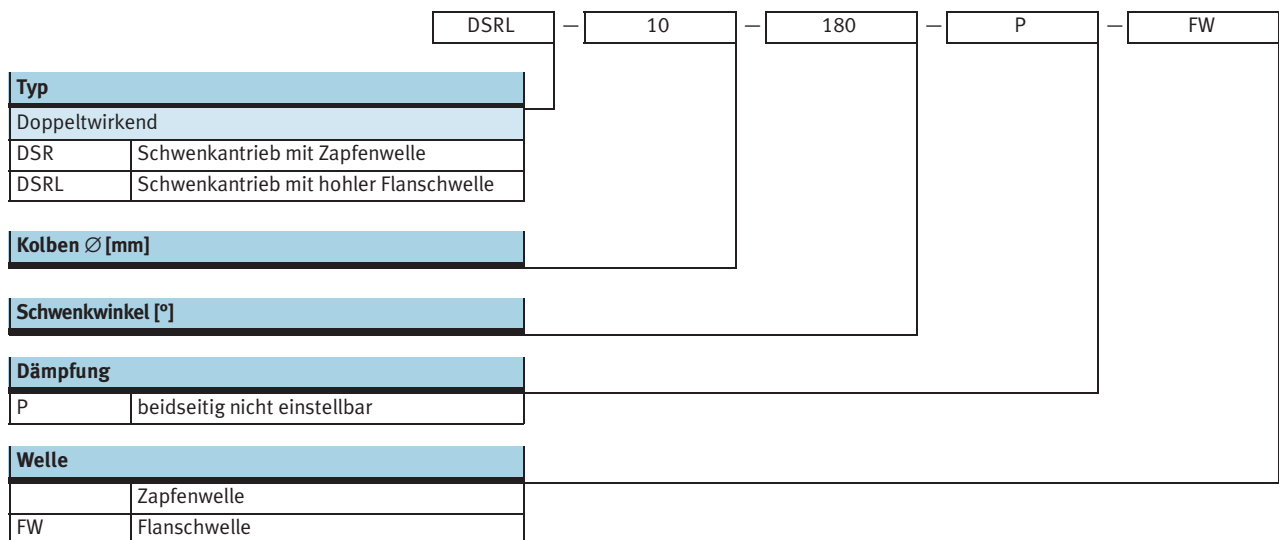 DSRL — 10 — 180 — P — FW
Typ
Doppeltwirkend
DSR Schwenkantrieb mit Zapfenwelle
DSRL Schwenkantrieb mit hohler Flanschwelle
Kolben ∅ [mm]
Schwenkwinkel [°]
Dämpfung
P beidseitig nicht einstellbar
Welle
Zapfenwelle
FW Flanschwelle